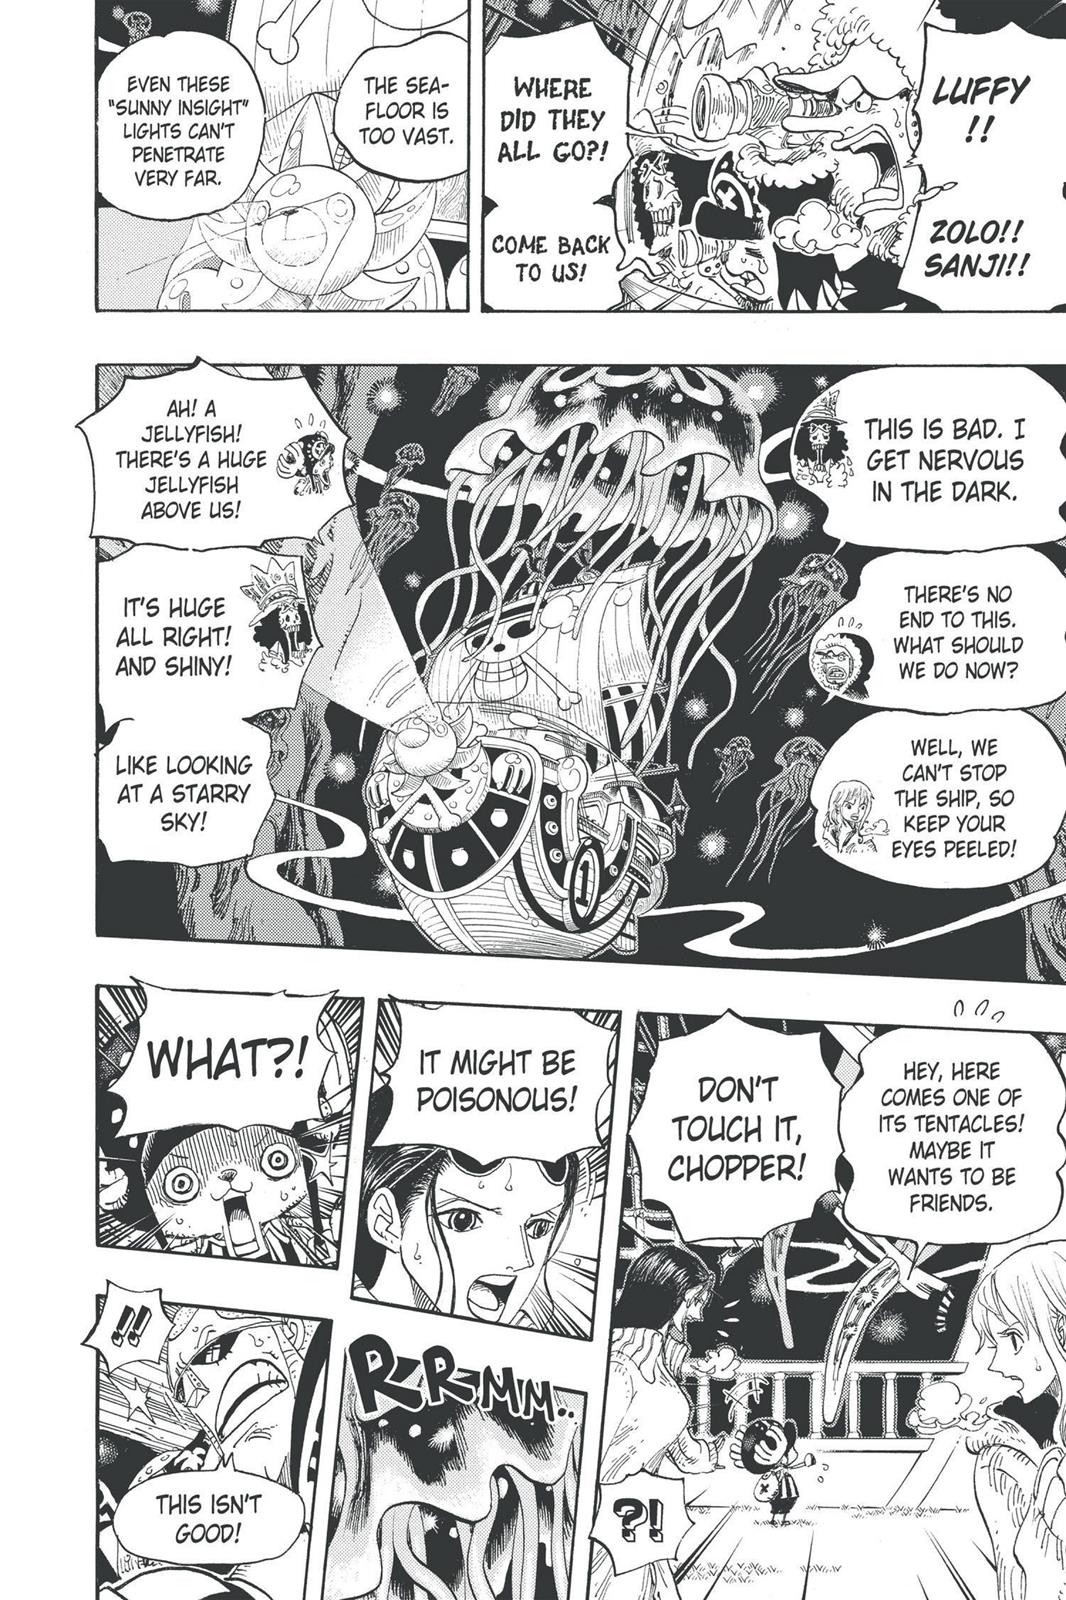 LUFFY
!!
ZOLO!!
SANJI!!
WHERE
DID THEY
ALL GO?!
COME BACK
TO US!
THE SEA-
FLOOR IS
TOO VAST.
EVEN THESE
"SUNNY INSIGHT"
LIGHTS CAN'T
PENETRATE
VERY FAR.
THIS IS BAD. I
GET NERVOUS
IN THE DARK.
THERE'S NO
END TO THIS.
WHAT SHOULD
WE DO NOW?
WELL, WE
CAN'T STOP
THE SHIP, SO
KEEP YOUR
EYES PEELED!
1
AH! A
JELLYFISH!
THERE'S A HUGE
JELLYFISH
ABOVE US!
IT'S HUGE
ALL RIGHT!
AND SHINY!
LIKE LOOKING
AT A STARRY
SKY!
HEY, HERE
COMES ONE OF
ITS TENTACLES!
MAYBE IT
WANTS TO BE
FRIENDS.
DON'T
TOUCH IT,
CHOPPER!
?!
IT MIGHT BE
POISONOUS!
WHAT?!
RRRMM..
!!
THIS ISN'T
GOOD!